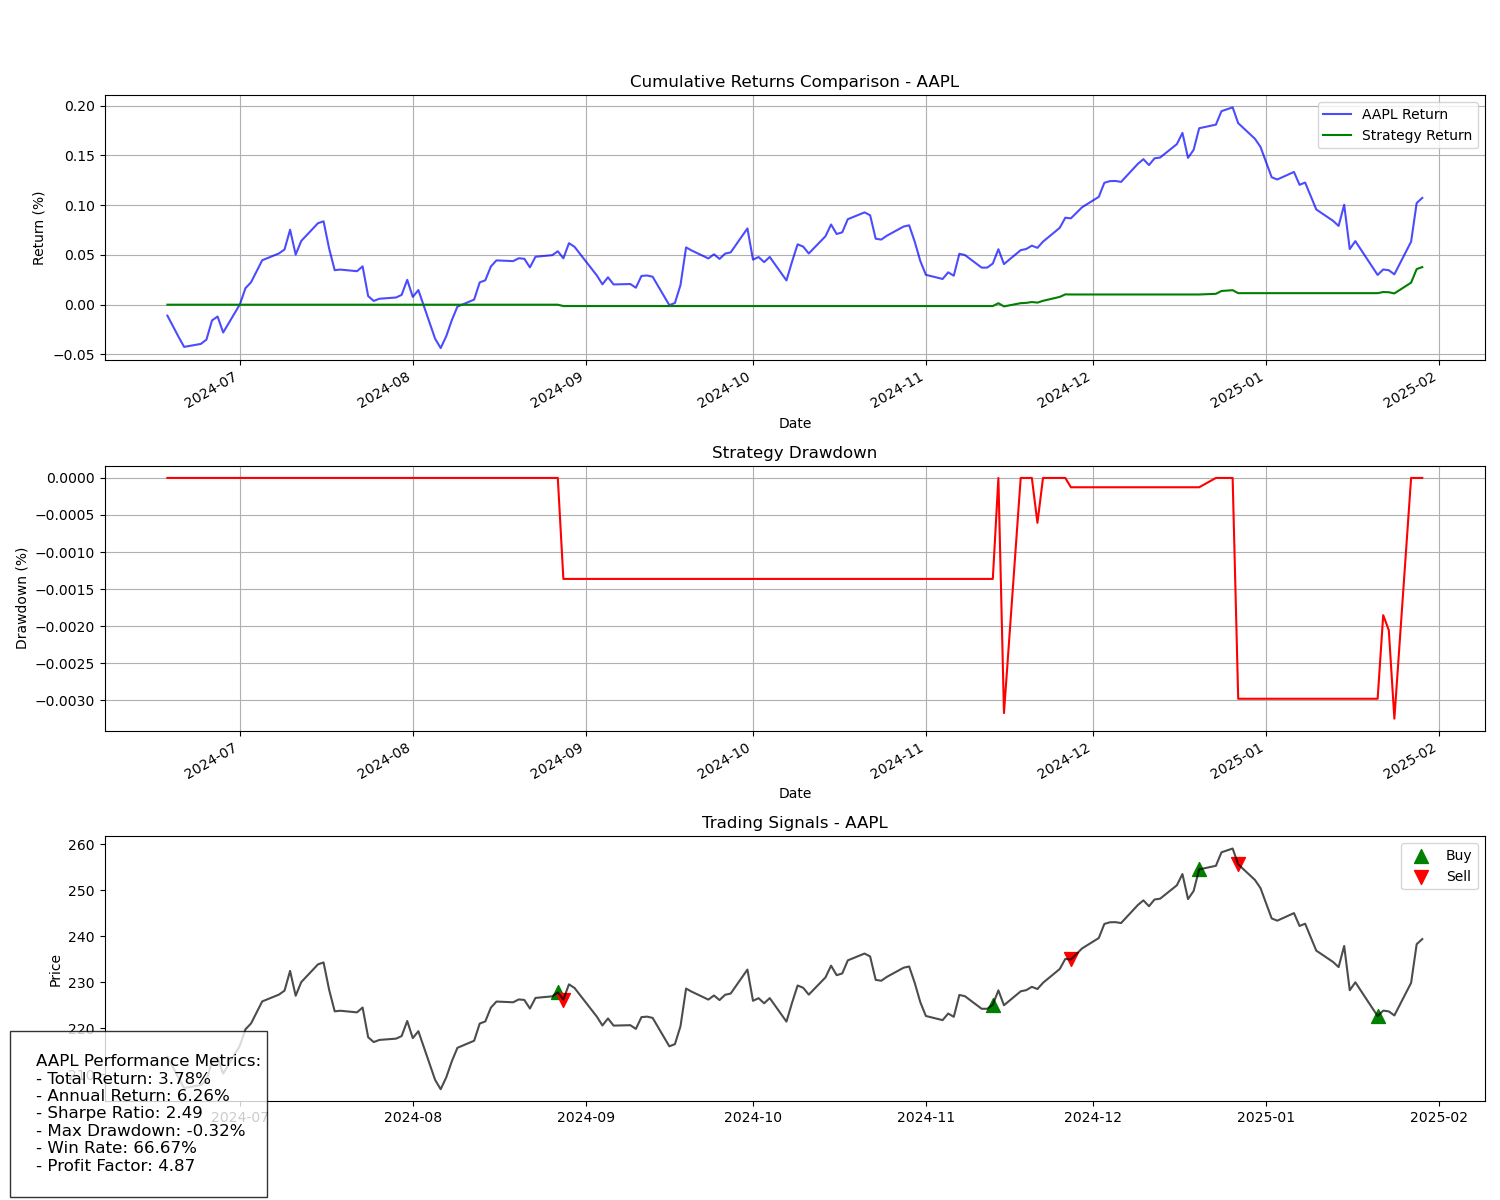 Cumulative Returns Comparison - AAPL
0.20
0.15
0.10
0.05
0.00
−0.05
Return (%)
AAPL Return
Strategy Return
2024-07
2024-08
2024-09
2024-10
2024-11
2024-12
2025-01
2025-02
Date
Strategy Drawdown
0.0000
−0.0005
−0.0010
−0.0015
−0.0020
−0.0025
−0.0030
Drawdown (%)
2024-07
2024-08
2024-09
2024-10
2024-11
2024-12
2025-01
2025-02
Date
Trading Signals - AAPL
260
250
240
230
220
210
Price
Buy
Sell
2024-07
2024-08
2024-09
2024-10
2024-11
2024-12
2025-01
2025-02
AAPL Performance Metrics:
- Total Return: 3.78%
- Annual Return: 6.26%
- Sharpe Ratio: 2.49
- Max Drawdown: -0.32%
- Win Rate: 66.67%
- Profit Factor: 4.87